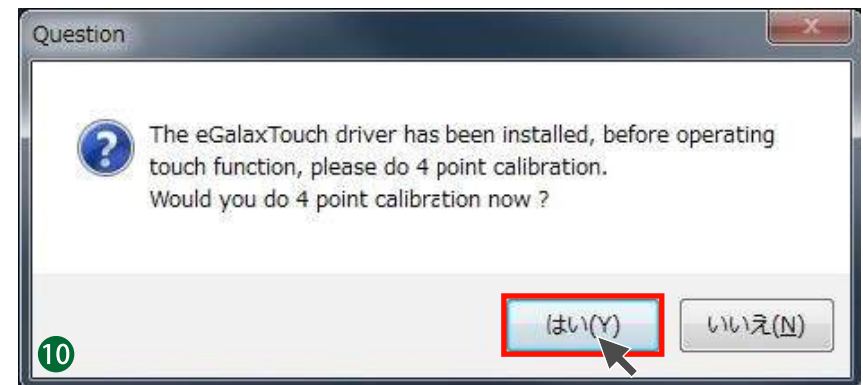 Question
x
?
The eGalaxTouch driver has been installed, before operating
touch function, please do 4 point calibration.
Would you do 4 point calibration now ?
はい(Y)
いいえ(N)
10